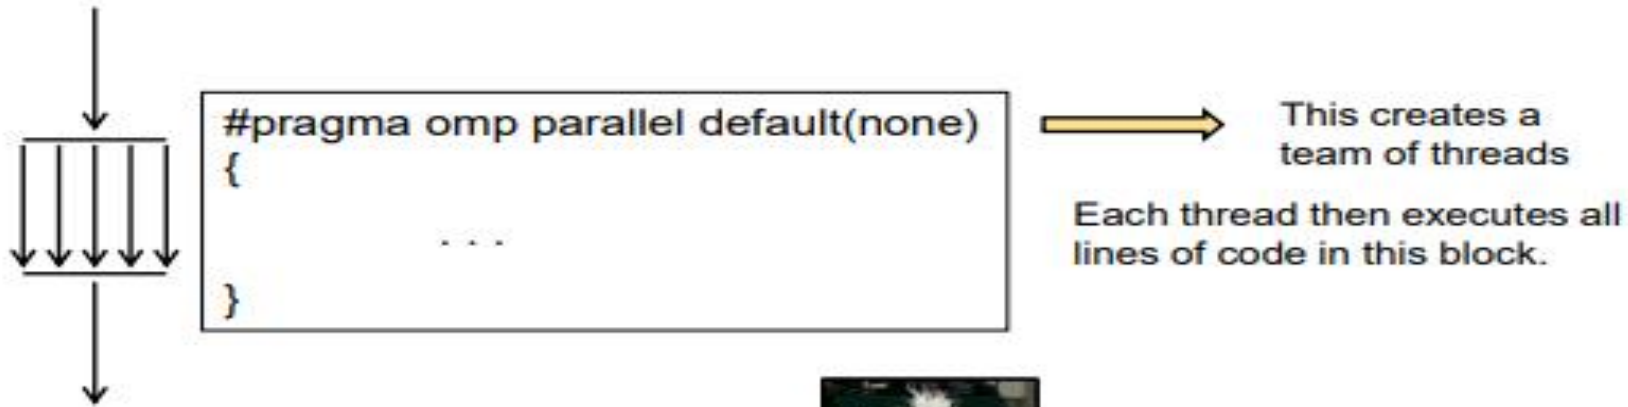 #pragma omp parallel default(none)
{
. . .
}
This creates a
team of threads
Each thread then executes all
lines of code in this block.